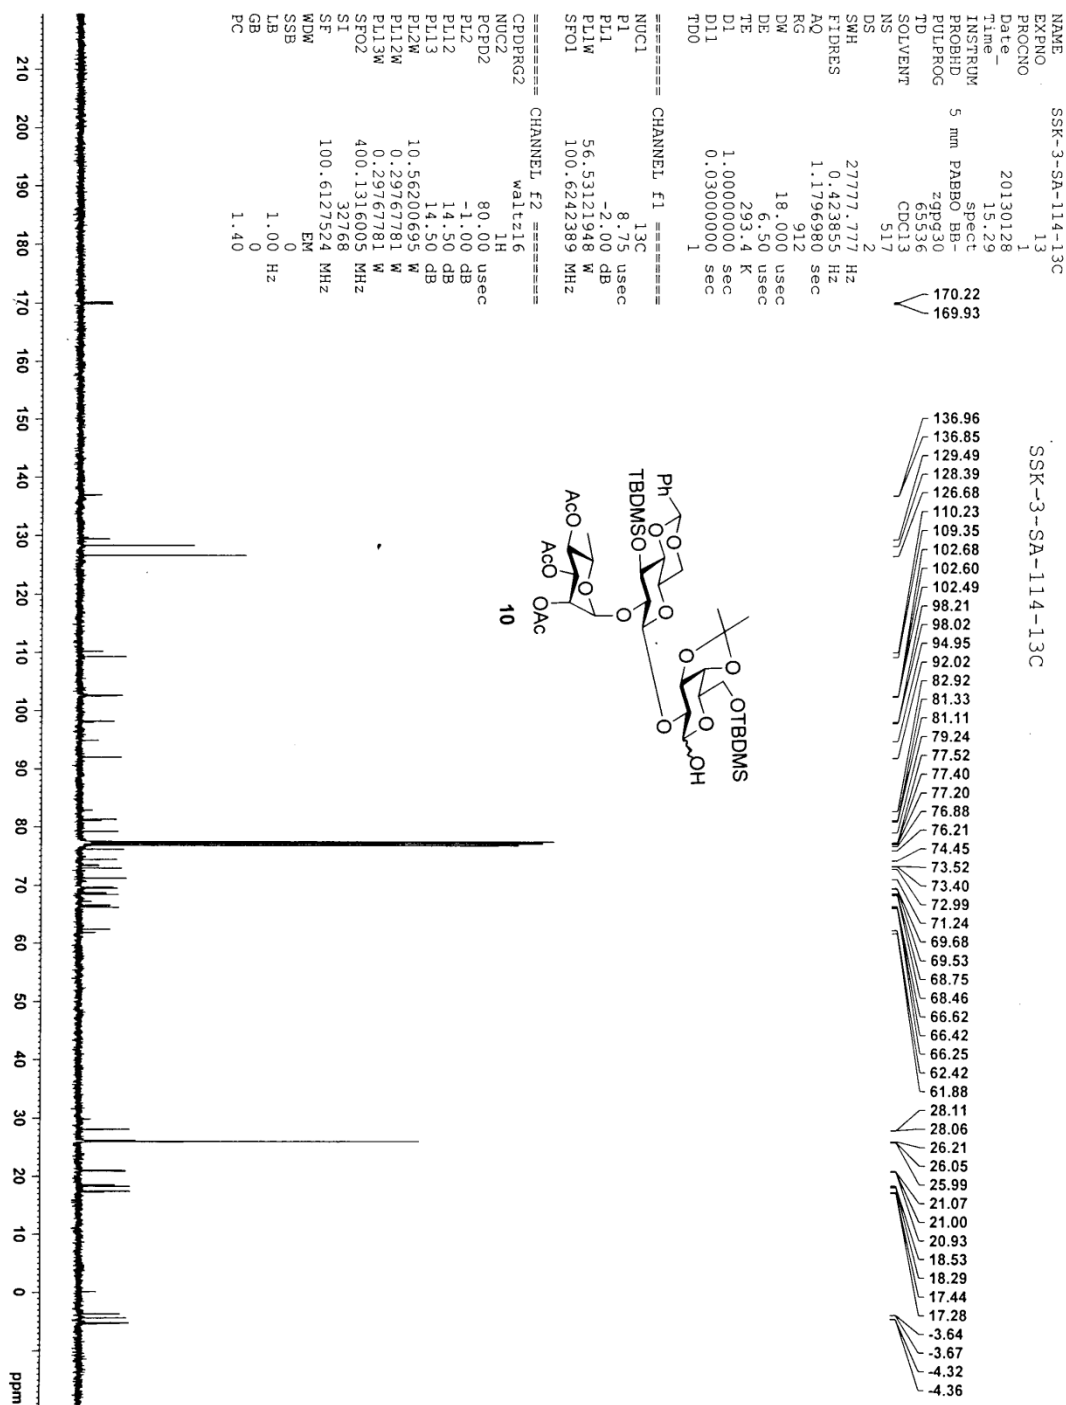 SSK-3-SA-114-13C
NAME SSK-3-SA-114-13C
EXPNO 13
PROCNO 1
Date_ 20130128
Time_ 15.29
INSTRUM spect
PROBHD 5 mm PABBO BB-
PULPROG zgpg30
TD 65536
SOLVENT CDCl3
NS 517
DS 2
SWH 27777.777 Hz
FIDRES 0.423855 Hz
AQ 1.1796980 sec
RG 912
DW 18.000 usec
DE 6.50 usec
TE 293.4 K
D1 1.00000000 sec
D11 0.03000000 sec
TD0 1
======== CHANNEL f1 ========
NUC1 13C
P1 8.75 usec
PL1 -2.00 dB
PL1W 56.53121948 W
SFO1 100.6242389 MHz
======== CHANNEL f2 ========
CPDPRG2 waltz16
NUC2 1H
PCPD2 80.00 usec
PL2 -1.00 dB
PL12 14.50 dB
PL13 14.50 dB
PL2W 10.56200695 W
PL12W 0.29767781 W
PL13W 0.29767781 W
SFO2 400.1316005 MHz
SI 32768
SF 100.6127524 MHz
WDW EM
SSB 0
LB 1.00 Hz
GB 0
PC 1.40
170.22
169.93
136.96
136.85
129.49
128.39
126.68
110.23
109.35
102.68
102.60
102.49
98.21
98.02
94.95
92.02
82.92
81.33
81.11
79.24
77.52
77.40
77.20
76.88
76.21
74.45
73.52
73.40
72.99
71.24
69.68
69.53
68.75
68.46
66.62
66.42
66.25
62.42
61.88
28.11
28.06
26.21
26.05
25.99
21.07
21.00
20.93
18.53
18.29
17.44
17.28
-3.64
-3.67
-4.32
-4.36
Ph
O
O
TBDMSO
O
O
O
O
OTBDMS
O
O
OH
O
AcO
AcO
OAc
10
210 200 190 180 170 160 150 140 130 120 110 100 90 80 70 60 50 40 30 20 10 0 ppm